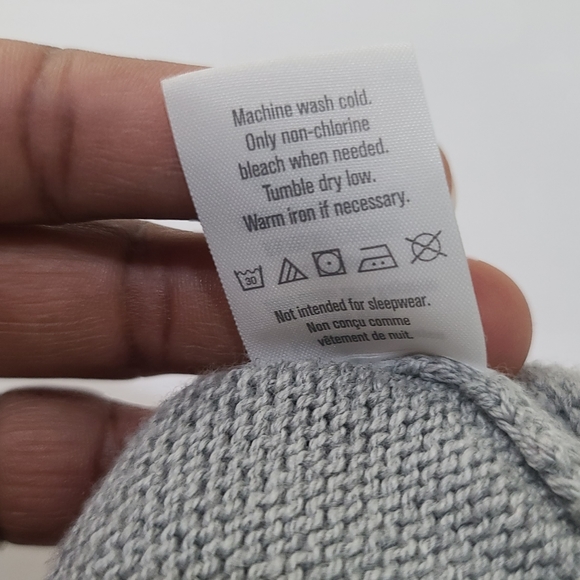 Machine wash cold.
Only non-chlorine
bleach when needed.
Tumble dry low.
Warm iron if necessary.
30
Not intended for sleepwear.
Non conçu comme
vêtement de nuit.